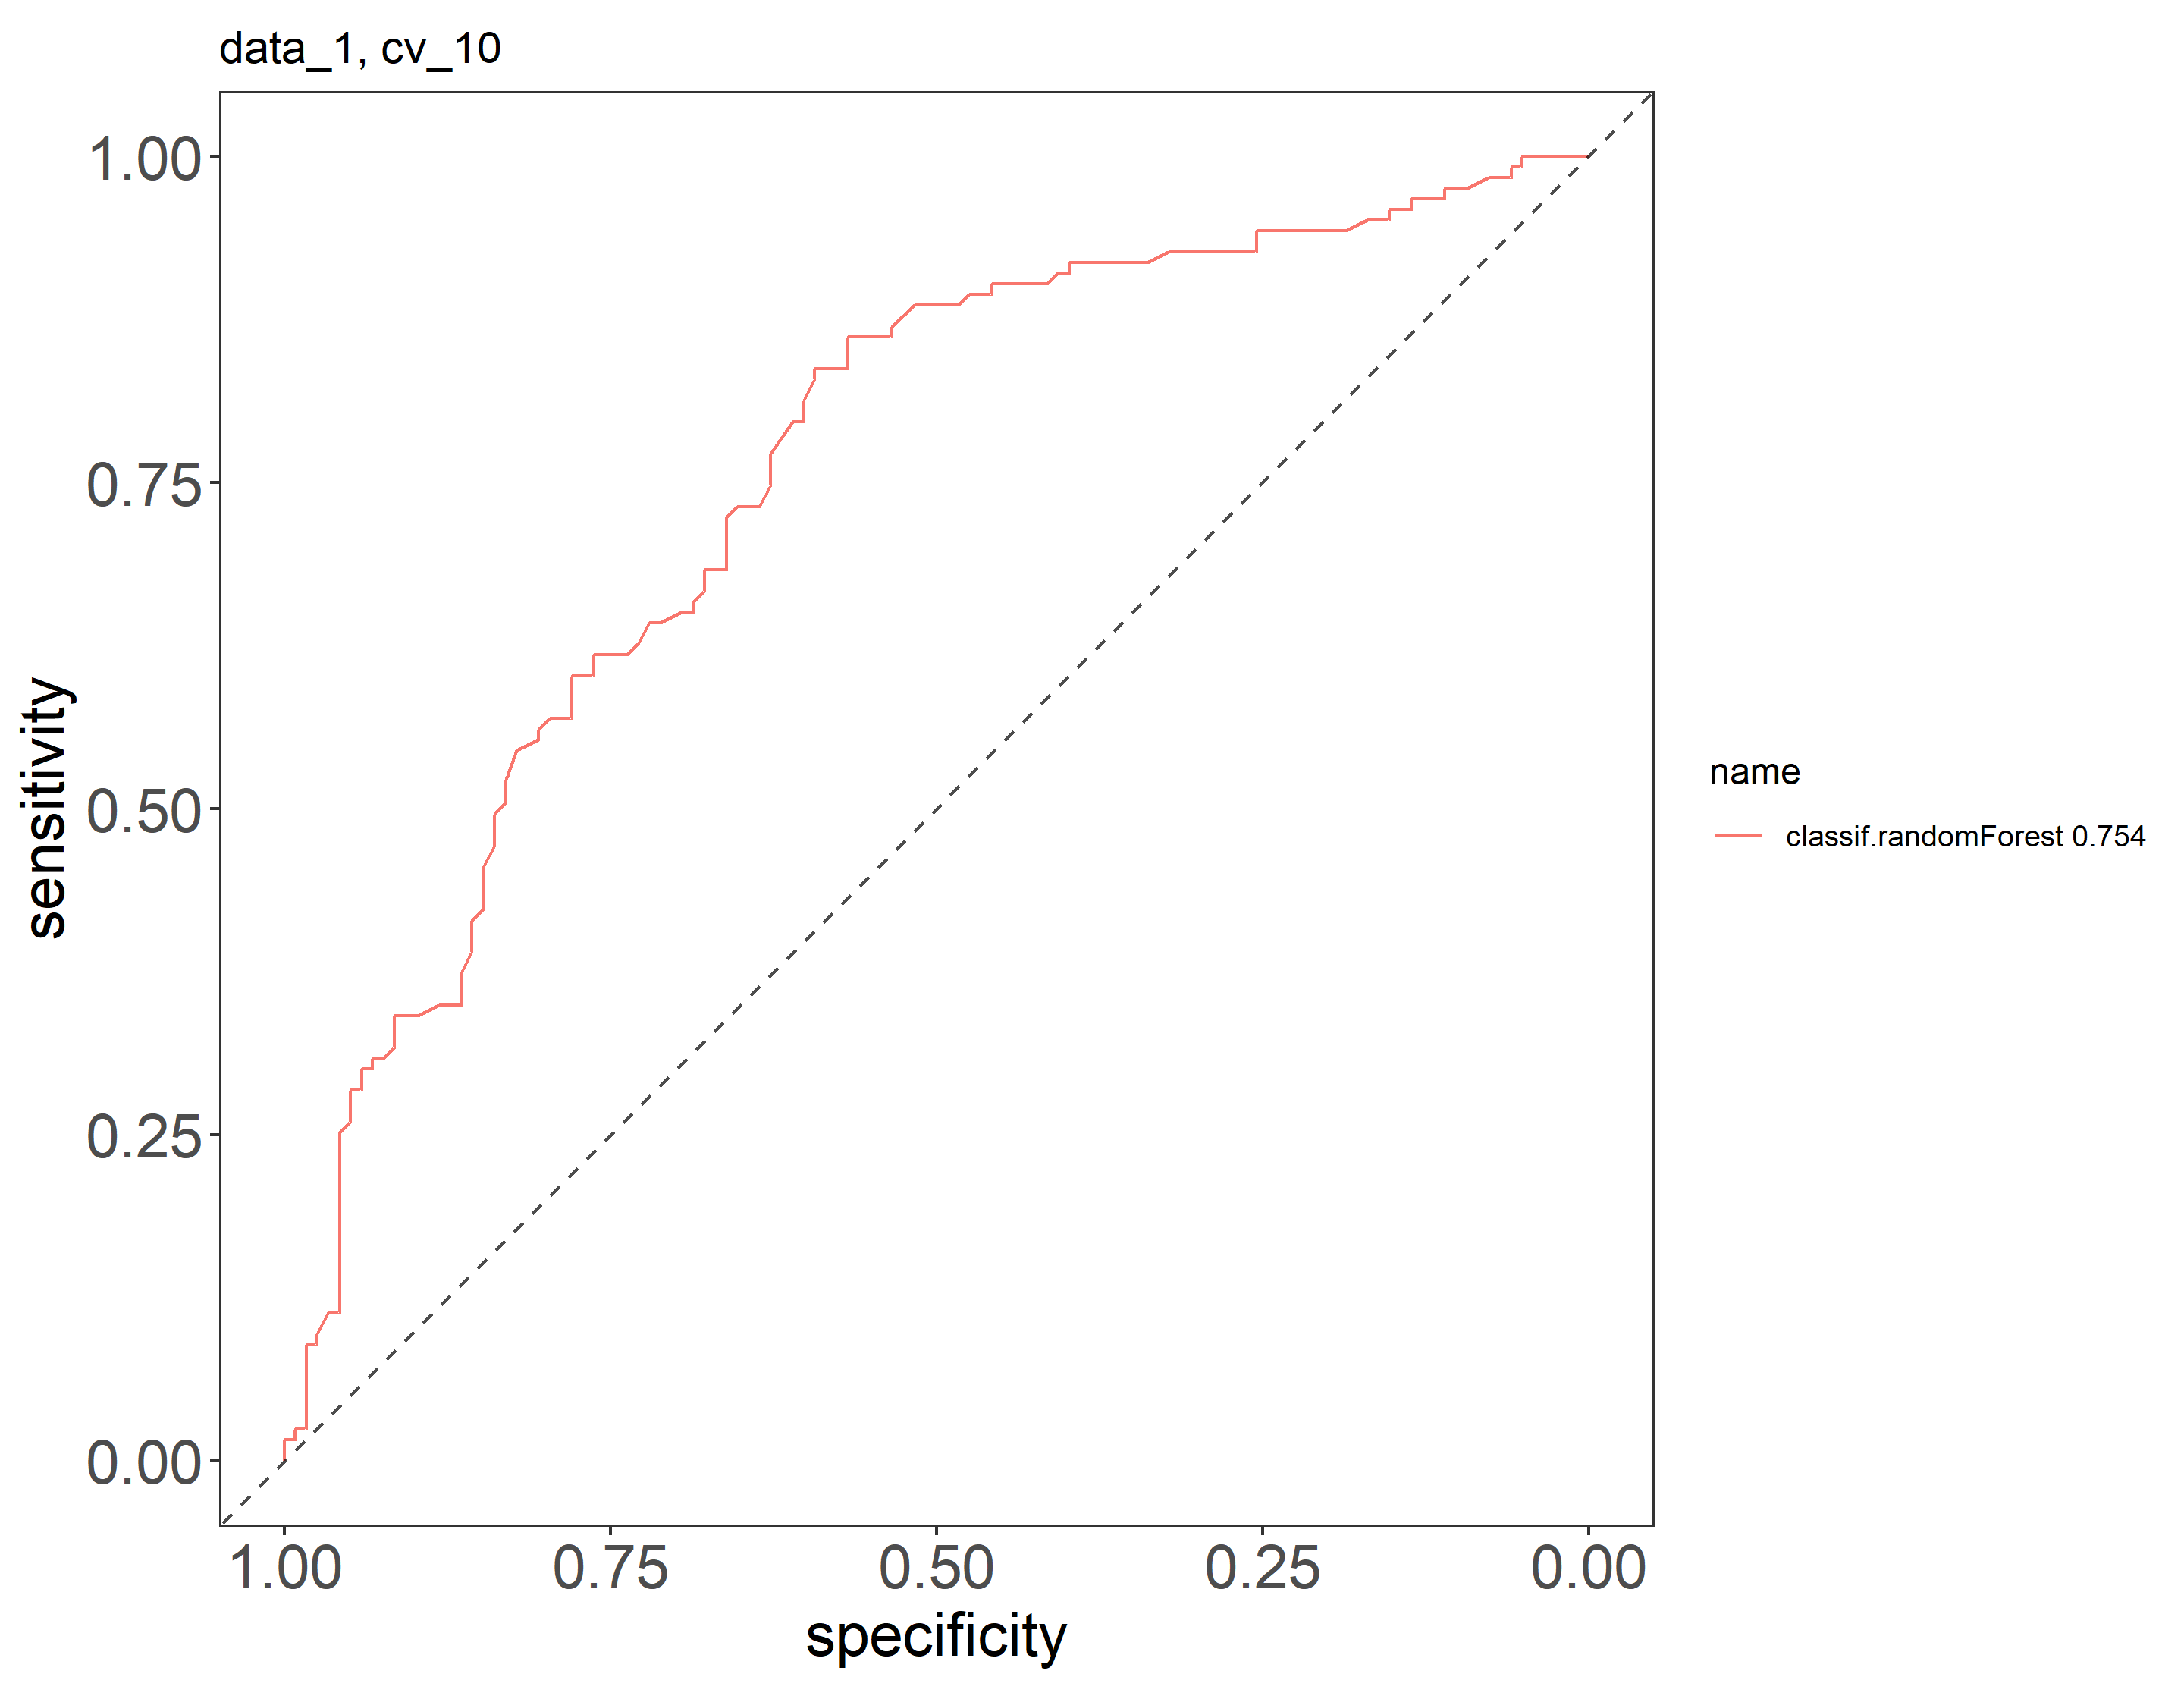 data_1, cv_10
1.00
0.75
0.50
0.25
0.00
sensitivity
1.00 0.75 0.50 0.25 0.00
specificity
name
classif.randomForest 0.754